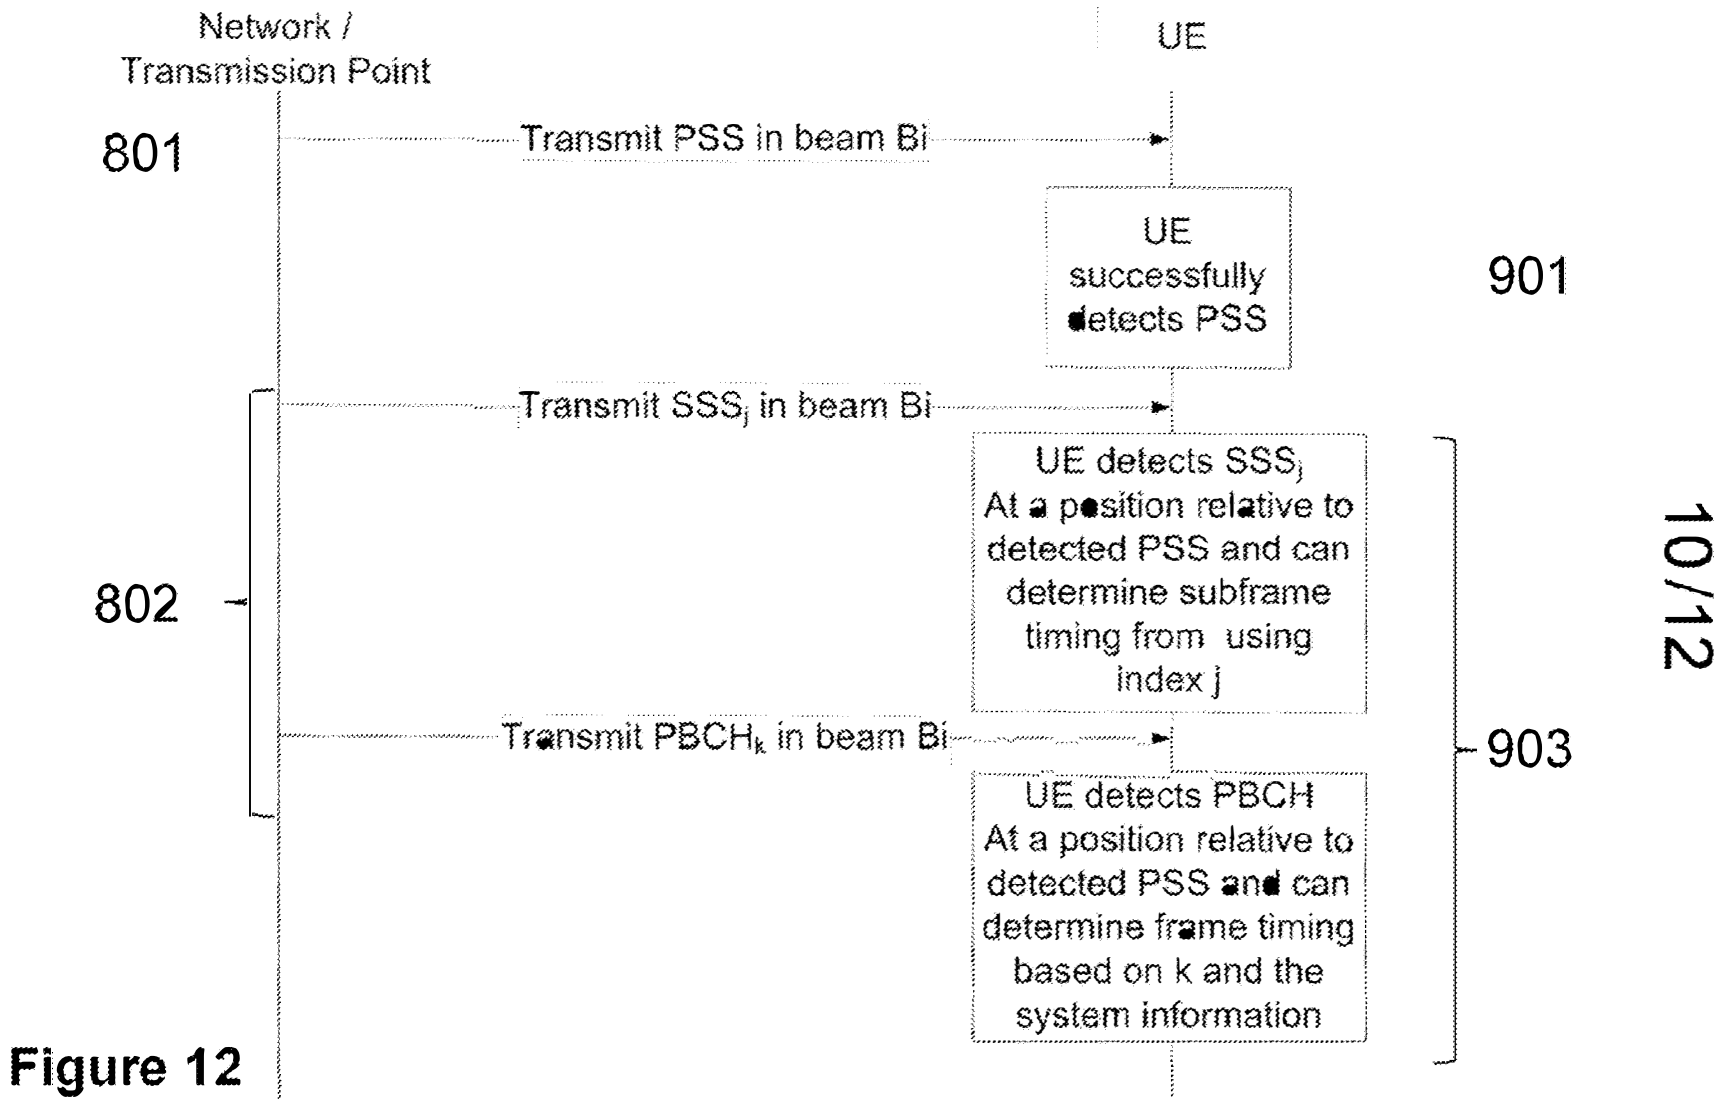 Network /
Transmission Point
UE
801
Transmit PSS in beam Bi
UE
successfully
detects PSS
901
Transmit SSSj in beam Bi
UE detects SSSj
At a position relative to
detected PSS and can
determine subframe
timing from using
index j
802
Transmit PBCHk in beam Bi
903
UE detects PBCH
At a position relative to
detected PSS and can
determine frame timing
based on k and the
system information
10/12
Figure 12